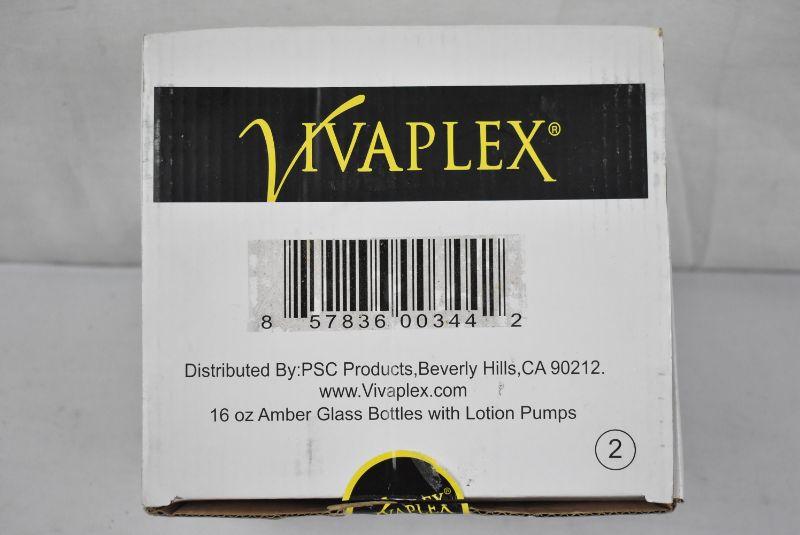 VIVAPLEX®
8 57836 00344 2
Distributed By:PSC Products,Beverly Hills,CA 90212.
www.Vivaplex.com
16 oz Amber Glass Bottles with Lotion Pumps
2
VIVAPLEX